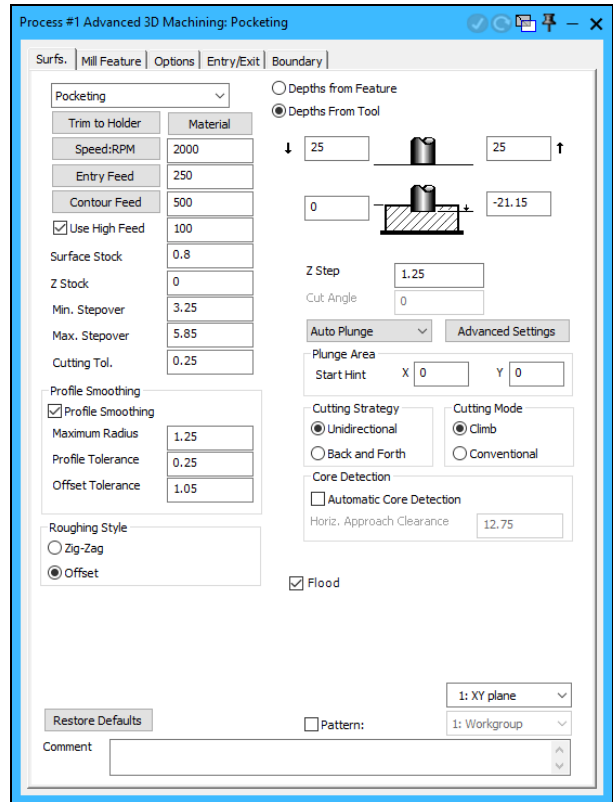 Process #1 Advanced 3D Machining: Pocketing
Surfs. Mill Feature Options Entry/Exit Boundary
Pocketing
Depths from Feature
Depths From Tool
Trim to Holder Material
Speed:RPM 2000
25 25
Entry Feed 250
Contour Feed 500
0 -21.15
Use High Feed 100
Surface Stock 0.8
Z Stock 0
Z Step 1.25
Cut Angle 0
Min. Stepover 3.25
Max. Stepover 5.85
Auto Plunge Advanced Settings
Cutting Tol. 0.25
Plunge Area
Start Hint X 0 Y 0
Profile Smoothing
Profile Smoothing
Maximum Radius 1.25
Profile Tolerance 0.25
Offset Tolerance 1.05
Cutting Strategy
Unidirectional
Back and Forth
Cutting Mode
Climb
Conventional
Core Detection
Automatic Core Detection
Horiz. Approach Clearance 12.75
Roughing Style
Zig-Zag
Offset
Flood
1: XY plane
Restore Defaults
Pattern: 1: Workgroup
Comment